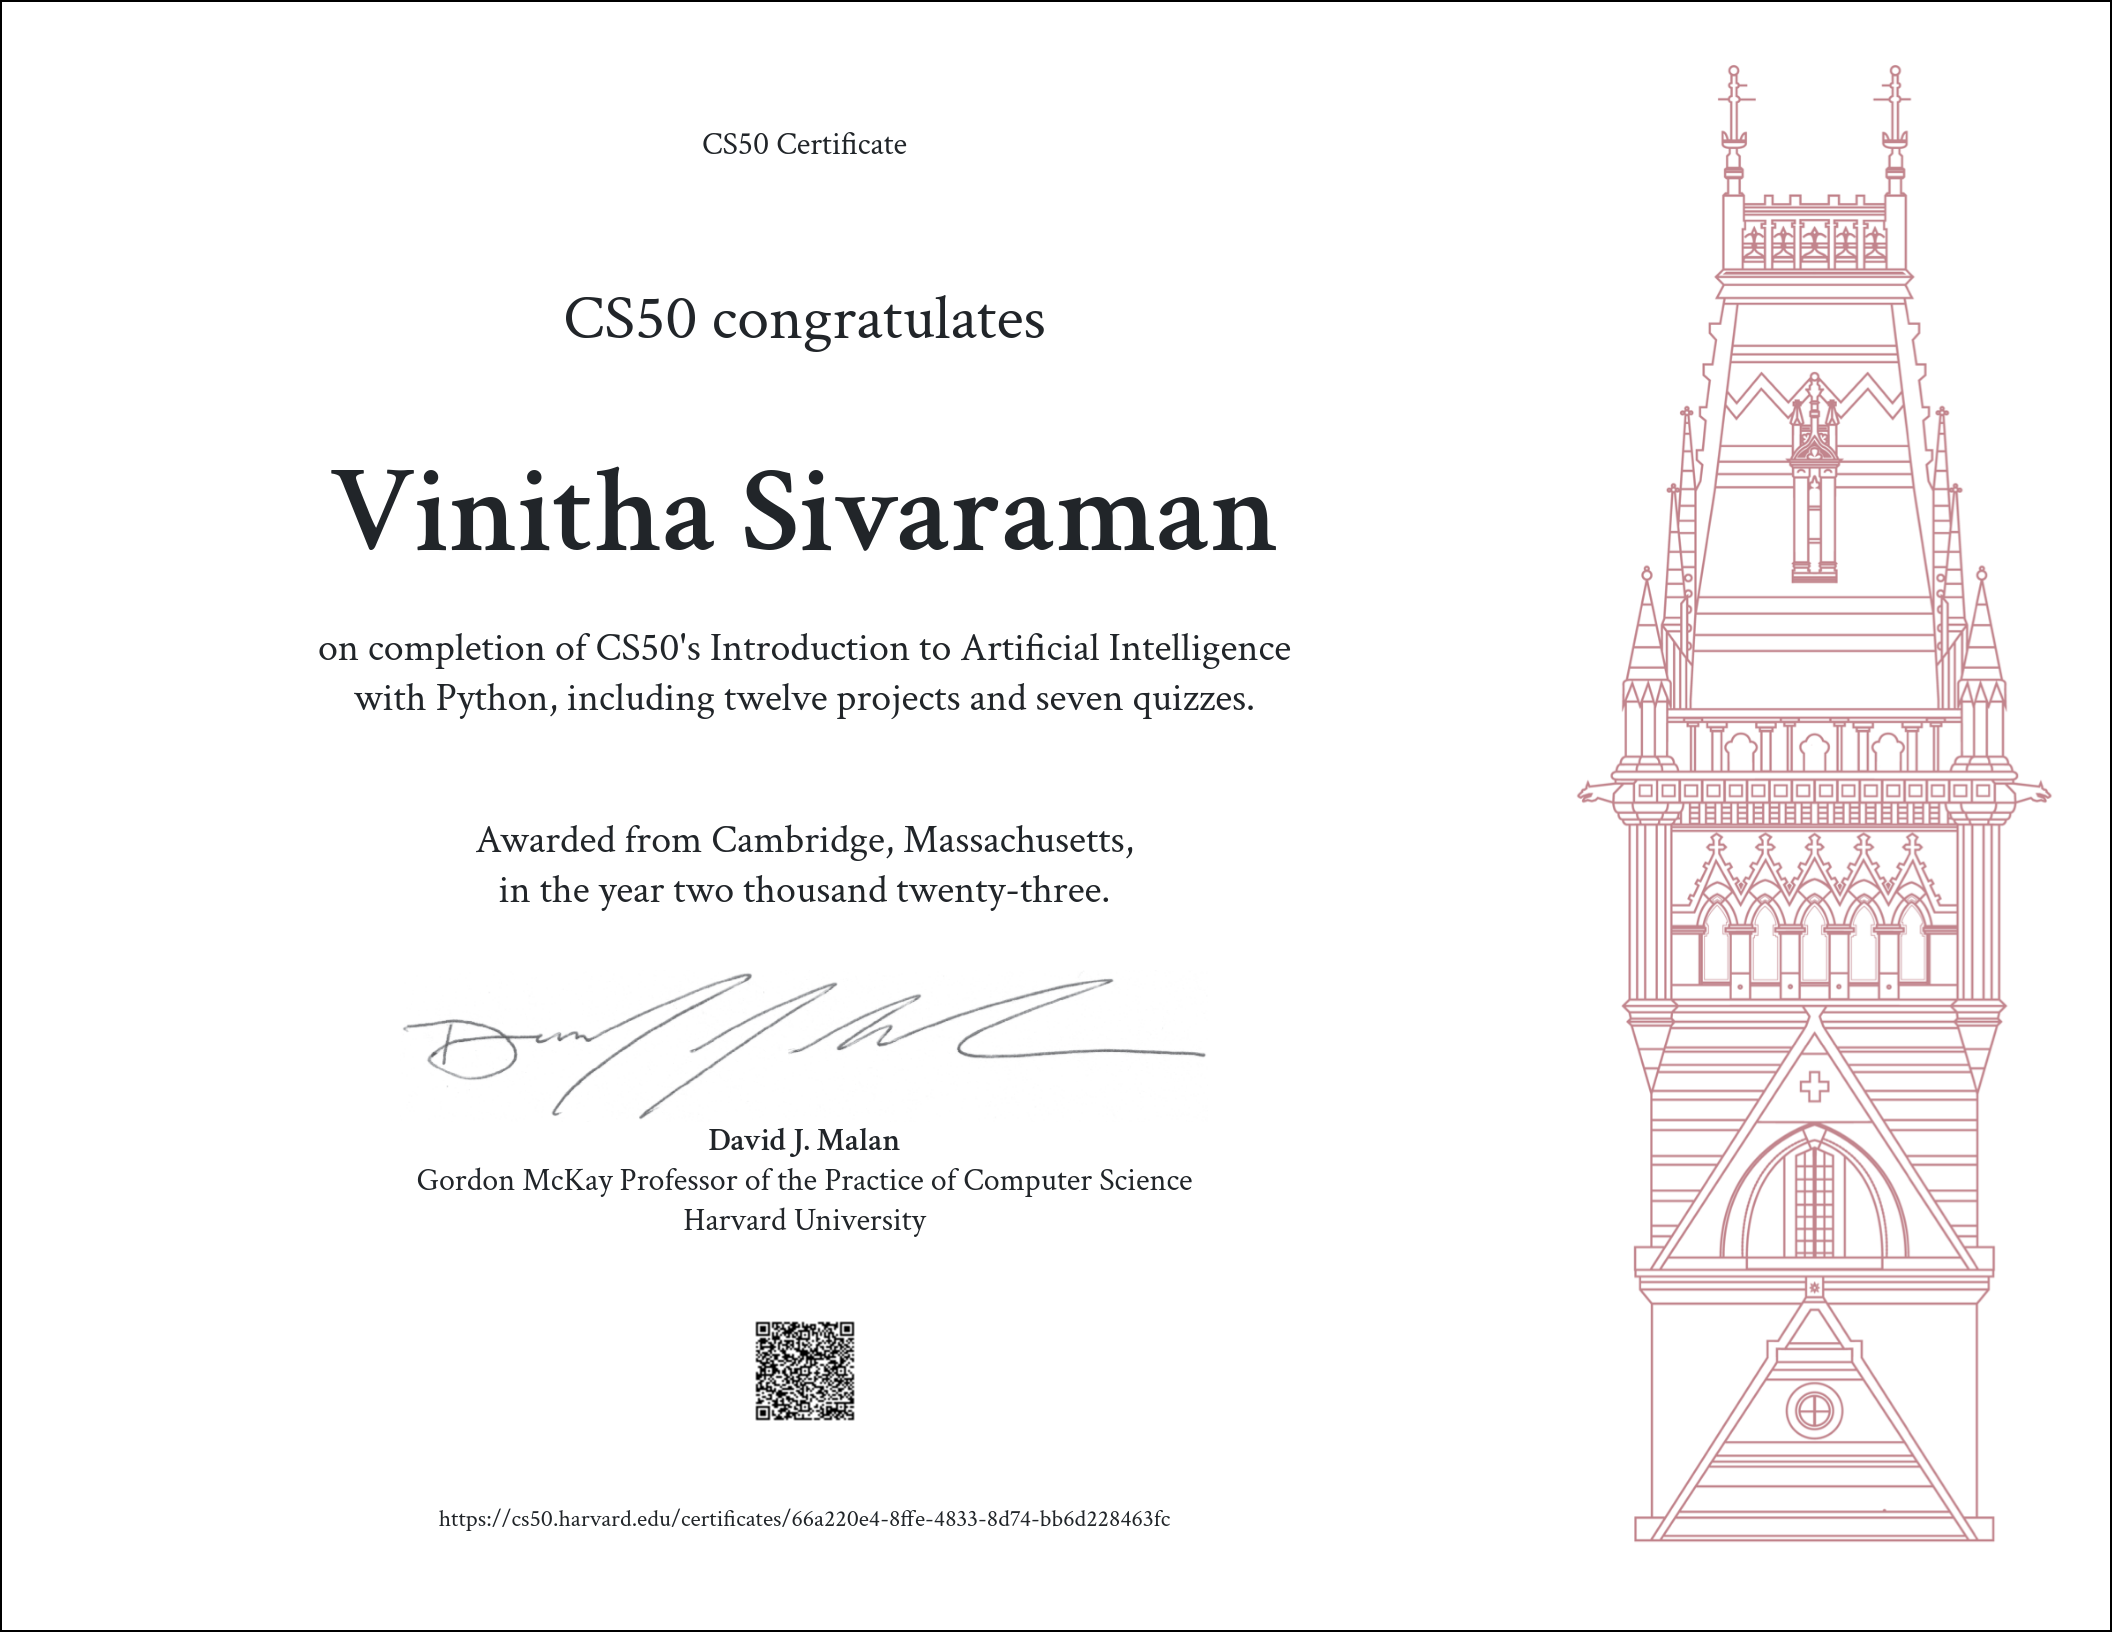 CS50 Certificate
CS50 congratulates
Vinitha Sivaraman
on completion of CS50's Introduction to Artificial Intelligence
with Python, including twelve projects and seven quizzes.
Awarded from Cambridge, Massachusetts,
in the year two thousand twenty-three.
David J. Malan
Gordon McKay Professor of the Practice of Computer Science
Harvard University
https://cs50.harvard.edu/certificates/66a220e4-8ffe-4833-8d74-bb6d228463fc